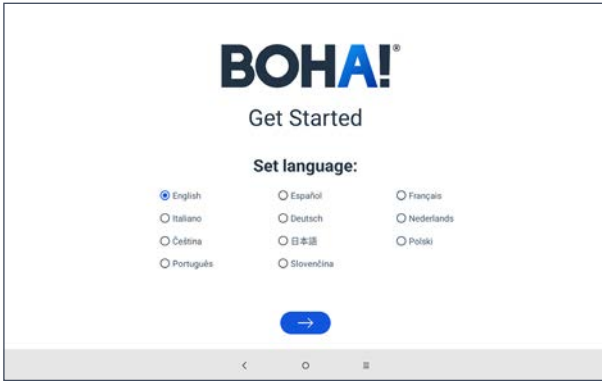 BOHA!®
Get Started
Set language:
English Español Français
Italiano Deutsch Nederlands
Čeština 日本語 Polski
Português Slovenčina